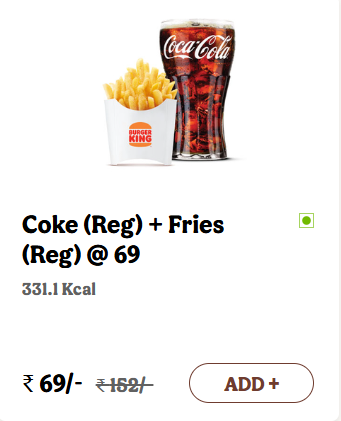 Coca-Cola
BURGER
KING
Coke (Reg) + Fries
(Reg) @ 69
331.1 Kcal
₹ 69/- ₹ 152/-
ADD +